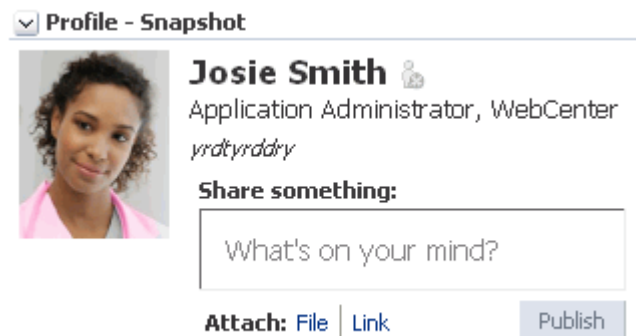 Profile - Snapshot
Josie Smith
Application Administrator, WebCenter
yrdtyrddry
Share something:
What's on your mind?
Attach: File | Link Publish